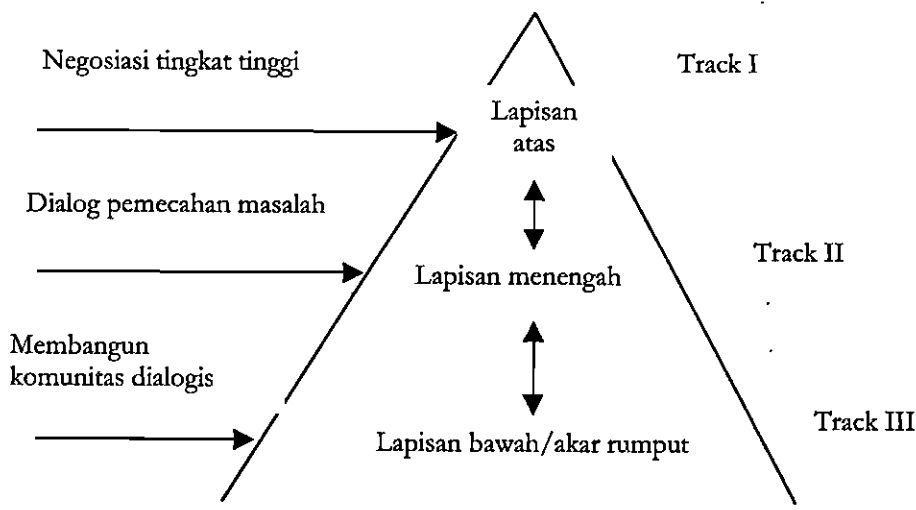 Negosiasi tingkat tinggi
Track I
Lapisan
atas
Dialog pemecahan masalah
Track II
Lapisan menengah
Membangun
komunitas dialogis
Track III
Lapisan bawah/akar rumput